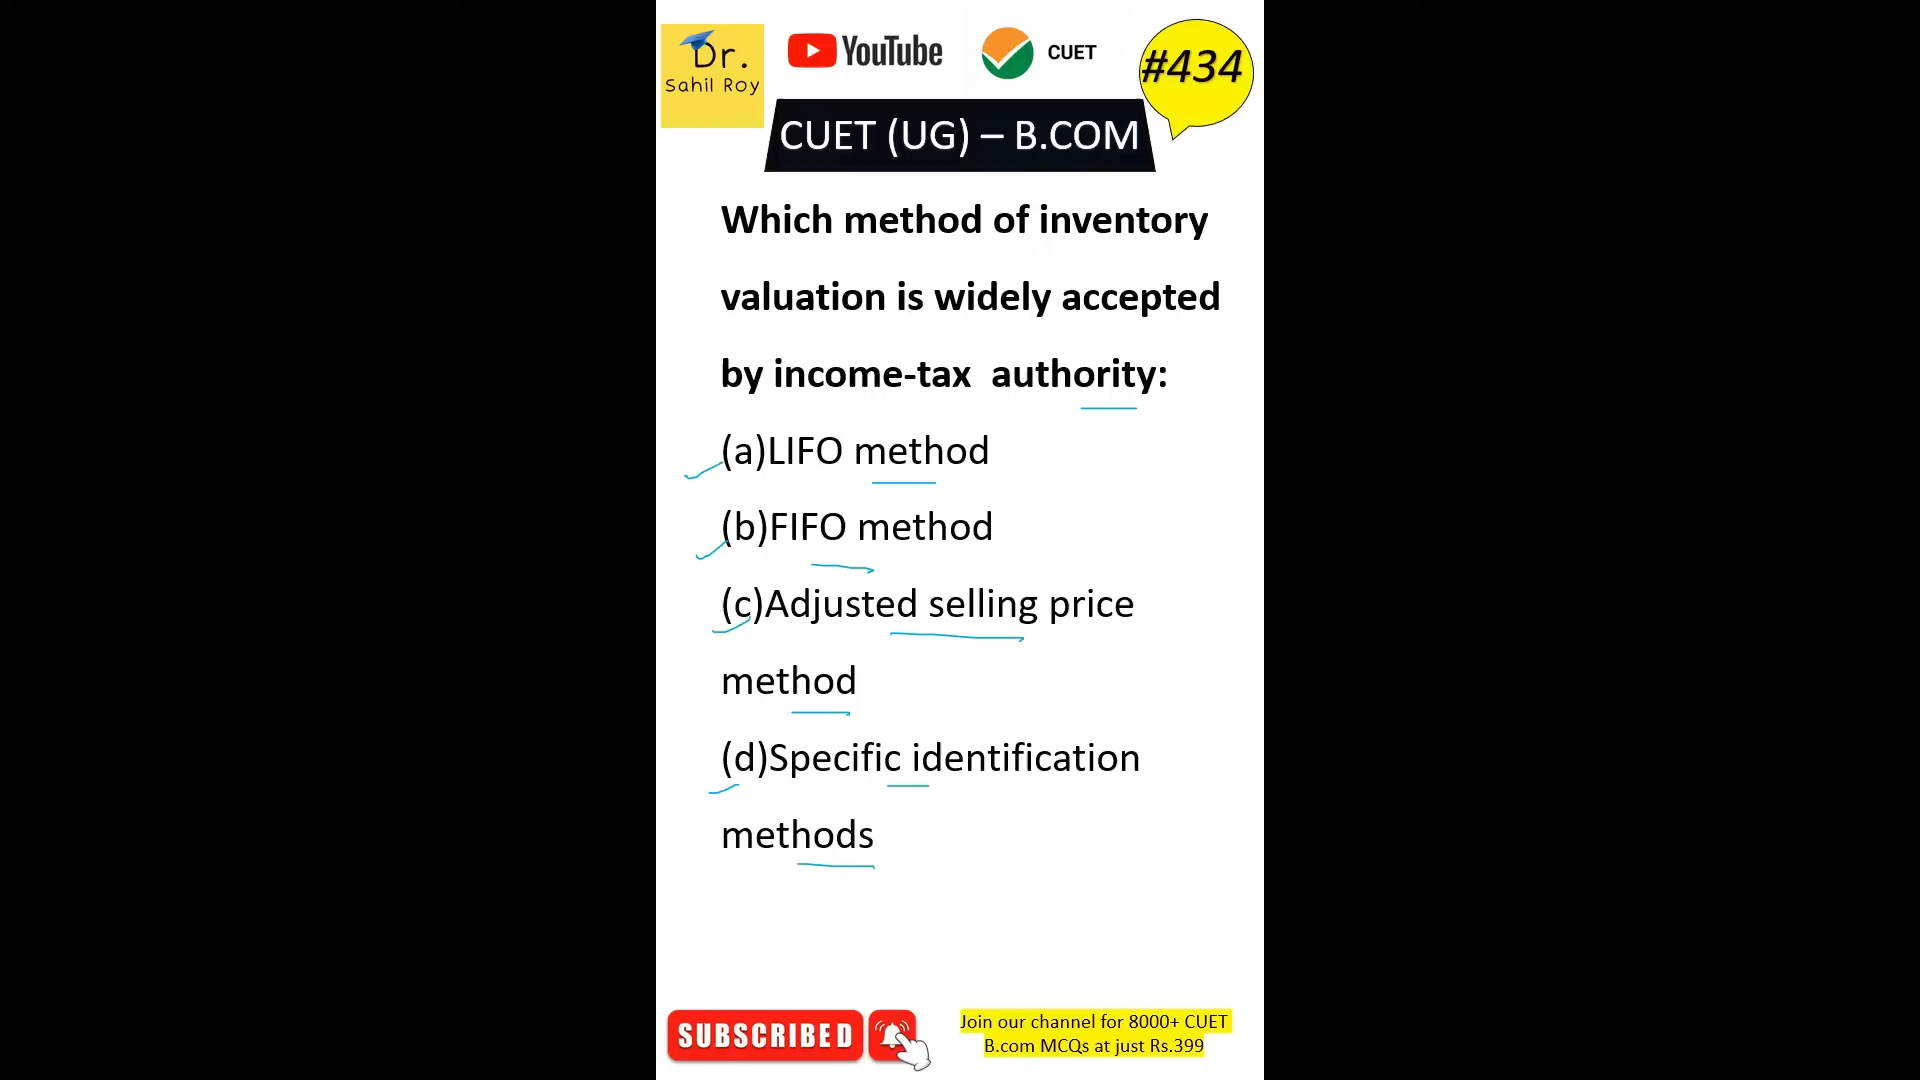 Dr.
Sahil Roy
YouTube
CUET
#434
CUET (UG) – B.COM
Which method of inventory
valuation is widely accepted
by income-tax authority:
(a)LIFO method
(b)FIFO method
(c)Adjusted selling price
method
(d)Specific identification
methods
SUBSCRIBED
Join our channel for 8000+ CUET
B.com MCQs at just Rs.399